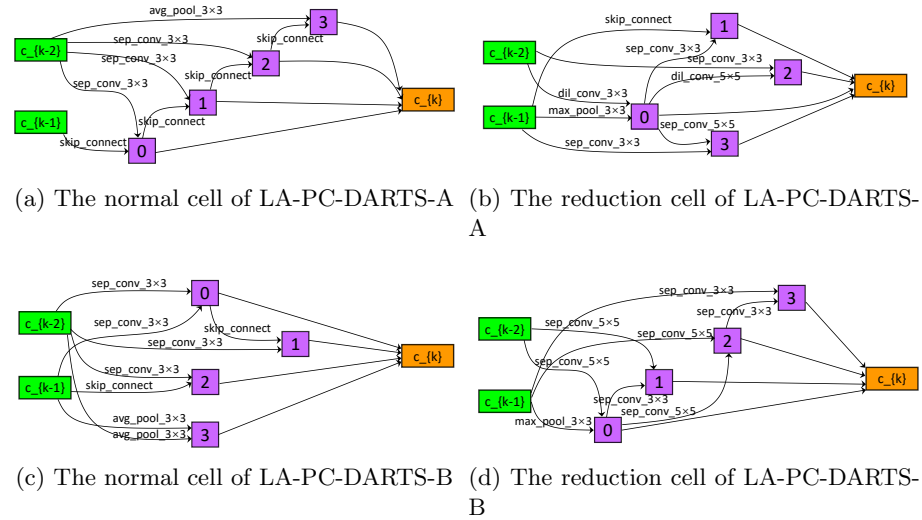 avg_pool_3×3
3
c_{k-2}
sep_conv_3×3
skip_connect
sep_conv_3×3
2
sep_conv_3×3
skip_connect
1
c_{k}
c_{k-1}
skip_connect
skip_connect
0
(a) The normal cell of LA-PC-DARTS-A
skip_connect
1
c_{k-2}
sep_conv_3×3
sep_conv_3×3
2
dil_conv_5×5
c_{k}
dil_conv_3×3
c_{k-1}
max_pool_3×3
0
sep_conv_5×5
sep_conv_3×3
3
(b) The reduction cell of LA-PC-DARTS-
A
sep_conv_3×3
0
c_{k-2}
sep_conv_3×3
skip_connect
sep_conv_3×3
1
c_{k}
sep_conv_3×3
c_{k-1}
skip_connect
2
avg_pool_3×3
avg_pool_3×3
3
(c) The normal cell of LA-PC-DARTS-B
sep_conv_3×3
3
sep_conv_3×3
c_{k-2}
sep_conv_5×5
sep_conv_5×5
2
sep_conv_5×5
1
c_{k}
c_{k-1}
sep_conv_3×3
sep_conv_5×5
max_pool_3×3
0
(d) The reduction cell of LA-PC-DARTS-
B